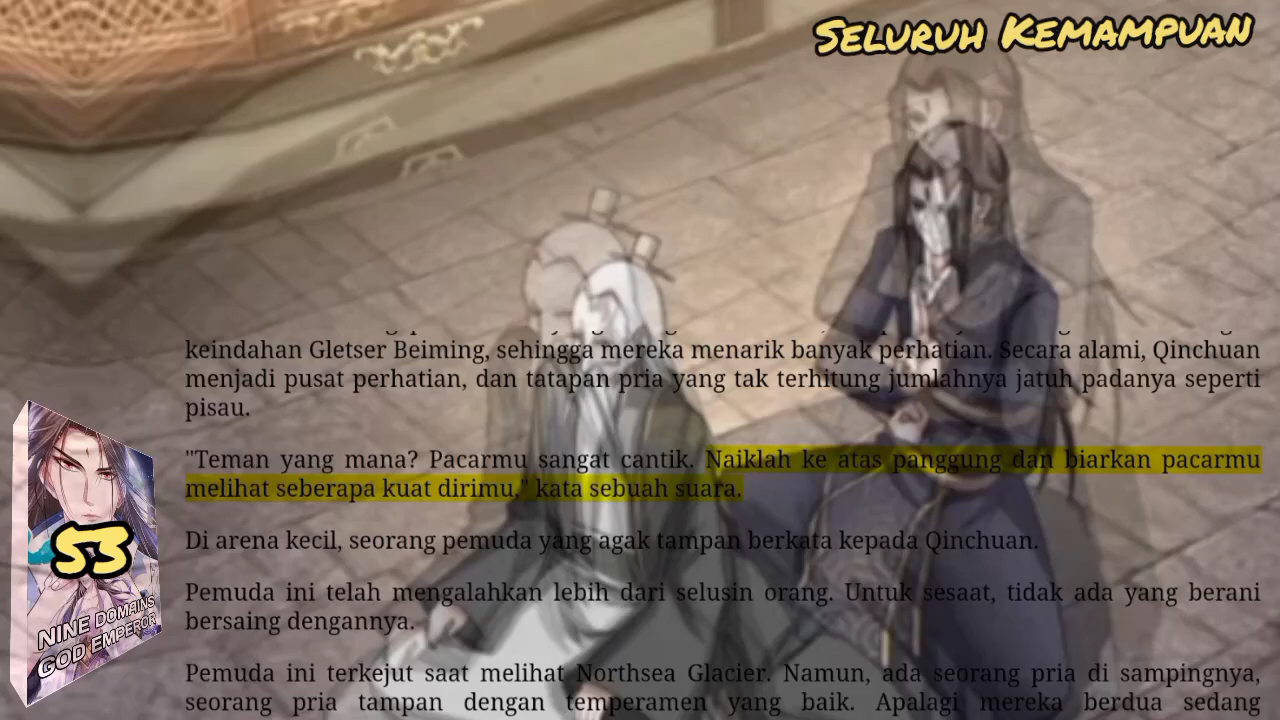 Seluruh Kemampuan
keindahan Gletser Beiming, sehingga mereka menarik banyak perhatian. Secara alami, Qinchuan
menjadi pusat perhatian, dan tatapan pria yang tak terhitung jumlahnya jatuh padanya seperti
pisau.
"Teman yang mana? Pacarmu sangat cantik. Naiklah ke atas panggung dan biarkan pacarmu
melihat seberapa kuat dirimu," kata sebuah suara.
Di arena kecil, seorang pemuda yang agak tampan berkata kepada Qinchuan.
Pemuda ini telah mengalahkan lebih dari selusin orang. Untuk sesaat, tidak ada yang berani
bersaing dengannya.
Pemuda ini terkejut saat melihat Northsea Glacier. Namun, ada seorang pria di sampingnya,
seorang pria tampan dengan temperamen yang baik. Apalagi mereka berdua sedang
53
NINE DOMAINS
GOD EMPEROR